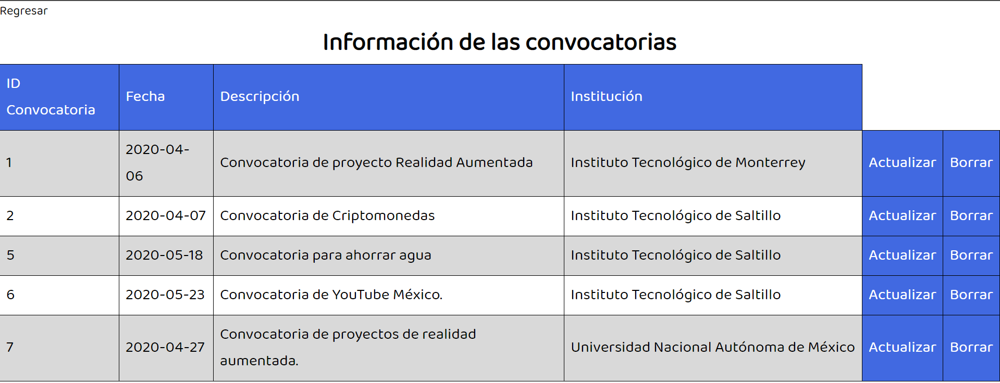 Regresar
Información de las convocatorias
ID
Convocatoria
Fecha
Descripción
Institución
1
2020-04-
06
Convocatoria de proyecto Realidad Aumentada
Instituto Tecnológico de Monterrey
Actualizar
Borrar
2
2020-04-07
Convocatoria de Criptomonedas
Instituto Tecnológico de Saltillo
Actualizar
Borrar
5
2020-05-18
Convocatoria para ahorrar agua
Instituto Tecnológico de Saltillo
Actualizar
Borrar
6
2020-05-23
Convocatoria de YouTube México.
Instituto Tecnológico de Saltillo
Actualizar
Borrar
7
2020-04-27
Convocatoria de proyectos de realidad
aumentada.
Universidad Nacional Autónoma de México
Actualizar
Borrar